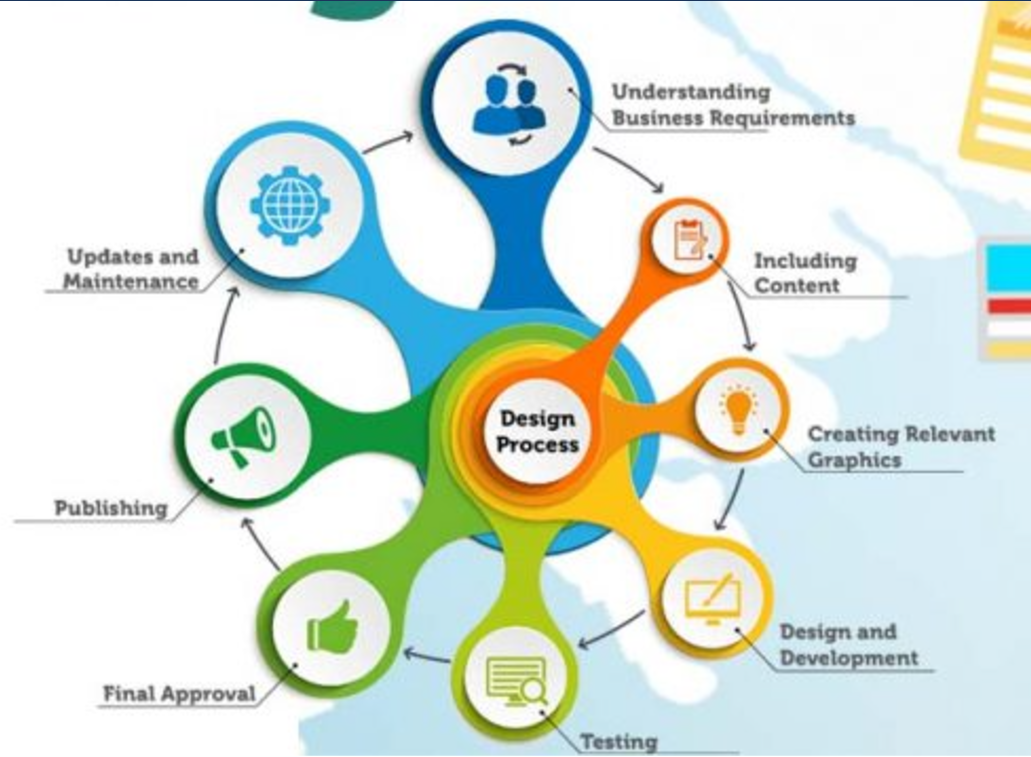 Understanding
Business Requirements
Including
Content
Creating Relevant
Graphics
Design and
Development
Testing
Final Approval
Publishing
Updates and
Maintenance
Design
Process